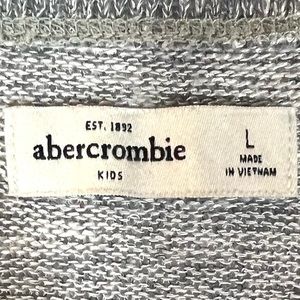 EST. 1892
abercrombie
KIDS
L
MADE
IN VIETNAM